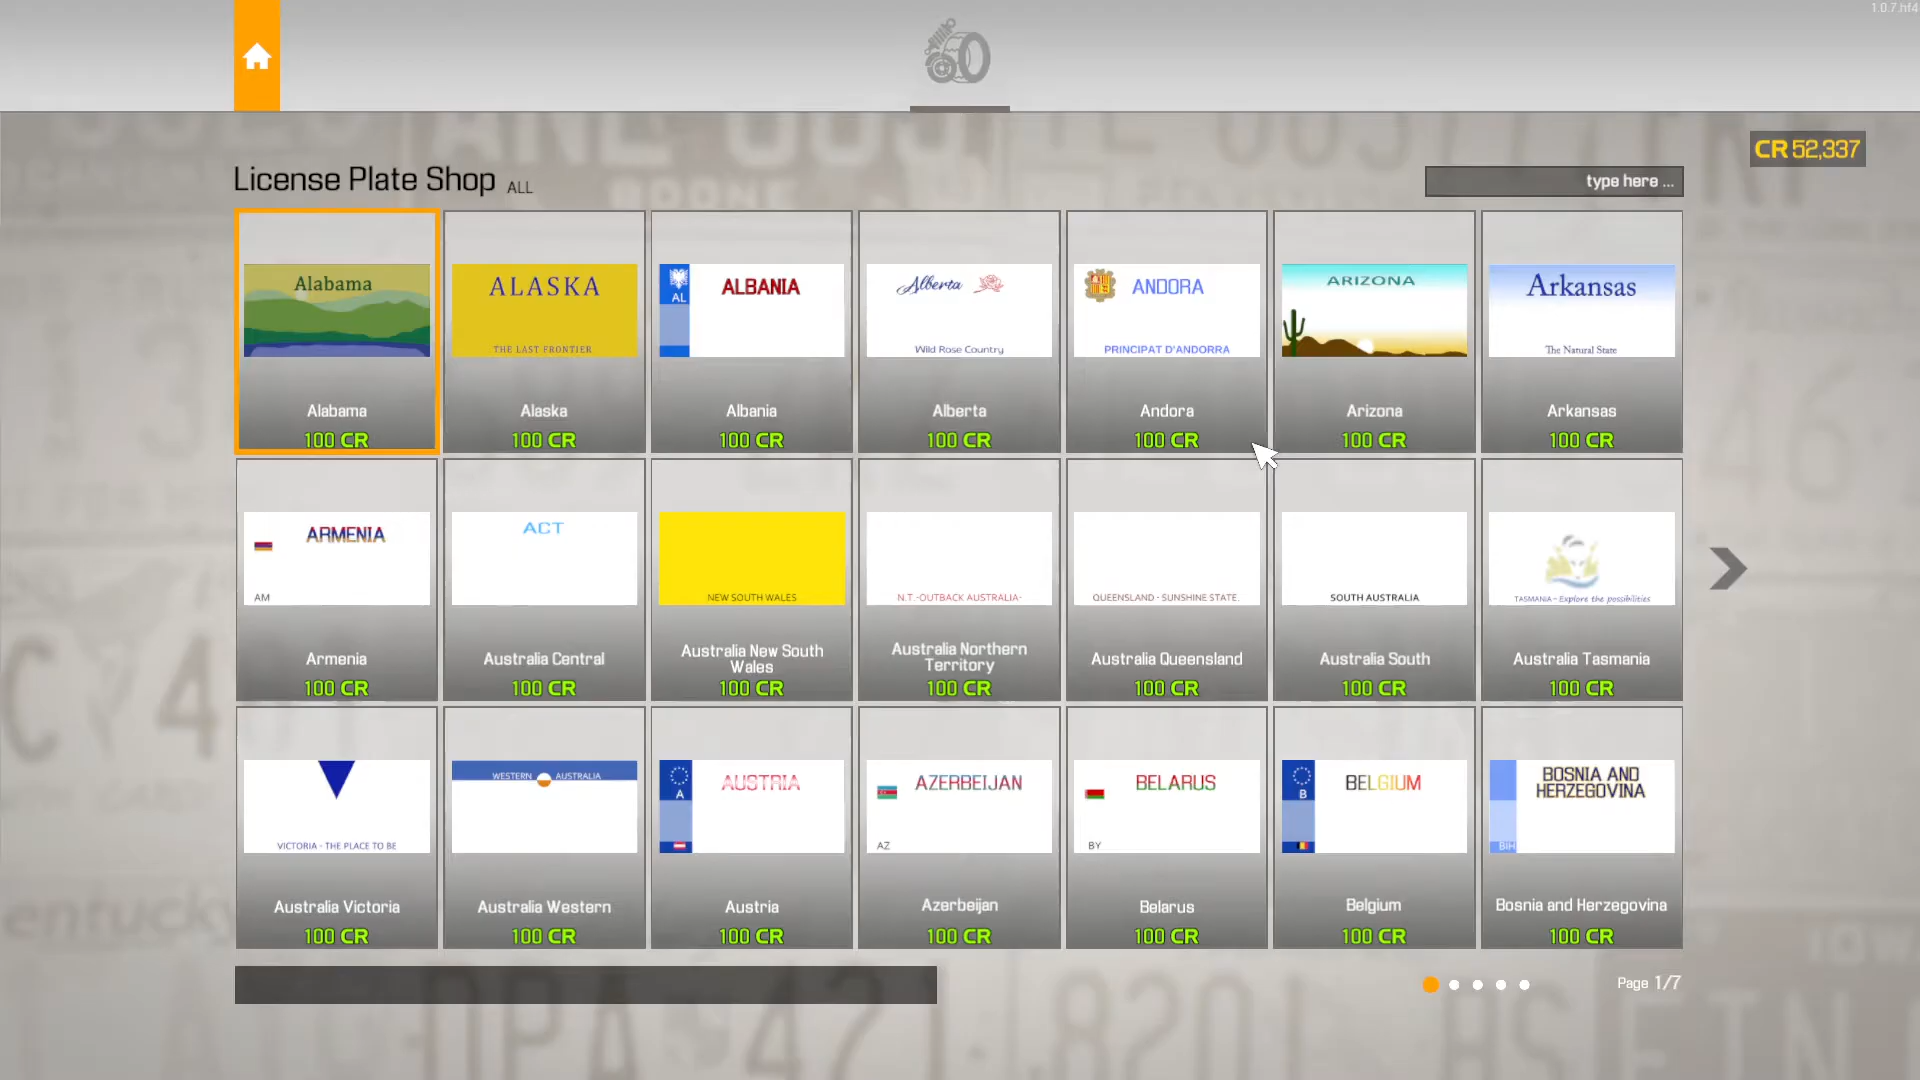 1.0.7.hf4
CR 52,337
License Plate Shop ALL
type here ...
Alabama
ALASKA
THE LAST FRONTIER
AL
ALBANIA
Alberta
Wild Rose Country
ANDORA
PRINCIPAT D'ANDORRA
ARIZONA
Arkansas
The Natural State
Alabama
Alaska
Albania
Alberta
Andora
Arizona
Arkansas
100 CR
100 CR
100 CR
100 CR
100 CR
100 CR
100 CR
ARMENIA
AM
ACT
NEW SOUTH WALES
N.T.-OUTBACK AUSTRALIA-
QUEENSLAND - SUNSHINE STATE.
SOUTH AUSTRALIA
TASMANIA - Explore the possibilities
Armenia
Australia Central
Australia New South
Wales
Australia Northern
Territory
Australia Queensland
Australia South
Australia Tasmania
100 CR
100 CR
100 CR
100 CR
100 CR
100 CR
100 CR
VICTORIA - THE PLACE TO BE
WESTERN AUSTRALIA
A
AUSTRIA
AZERBEIJAN
AZ
BELARUS
BY
B
BELGIUM
BOSNIA AND
HERZEGOVINA
BIH
Australia Victoria
Australia Western
Austria
Azerbeijan
Belarus
Belgium
Bosnia and Herzegovina
100 CR
100 CR
100 CR
100 CR
100 CR
100 CR
100 CR
Page 1/7